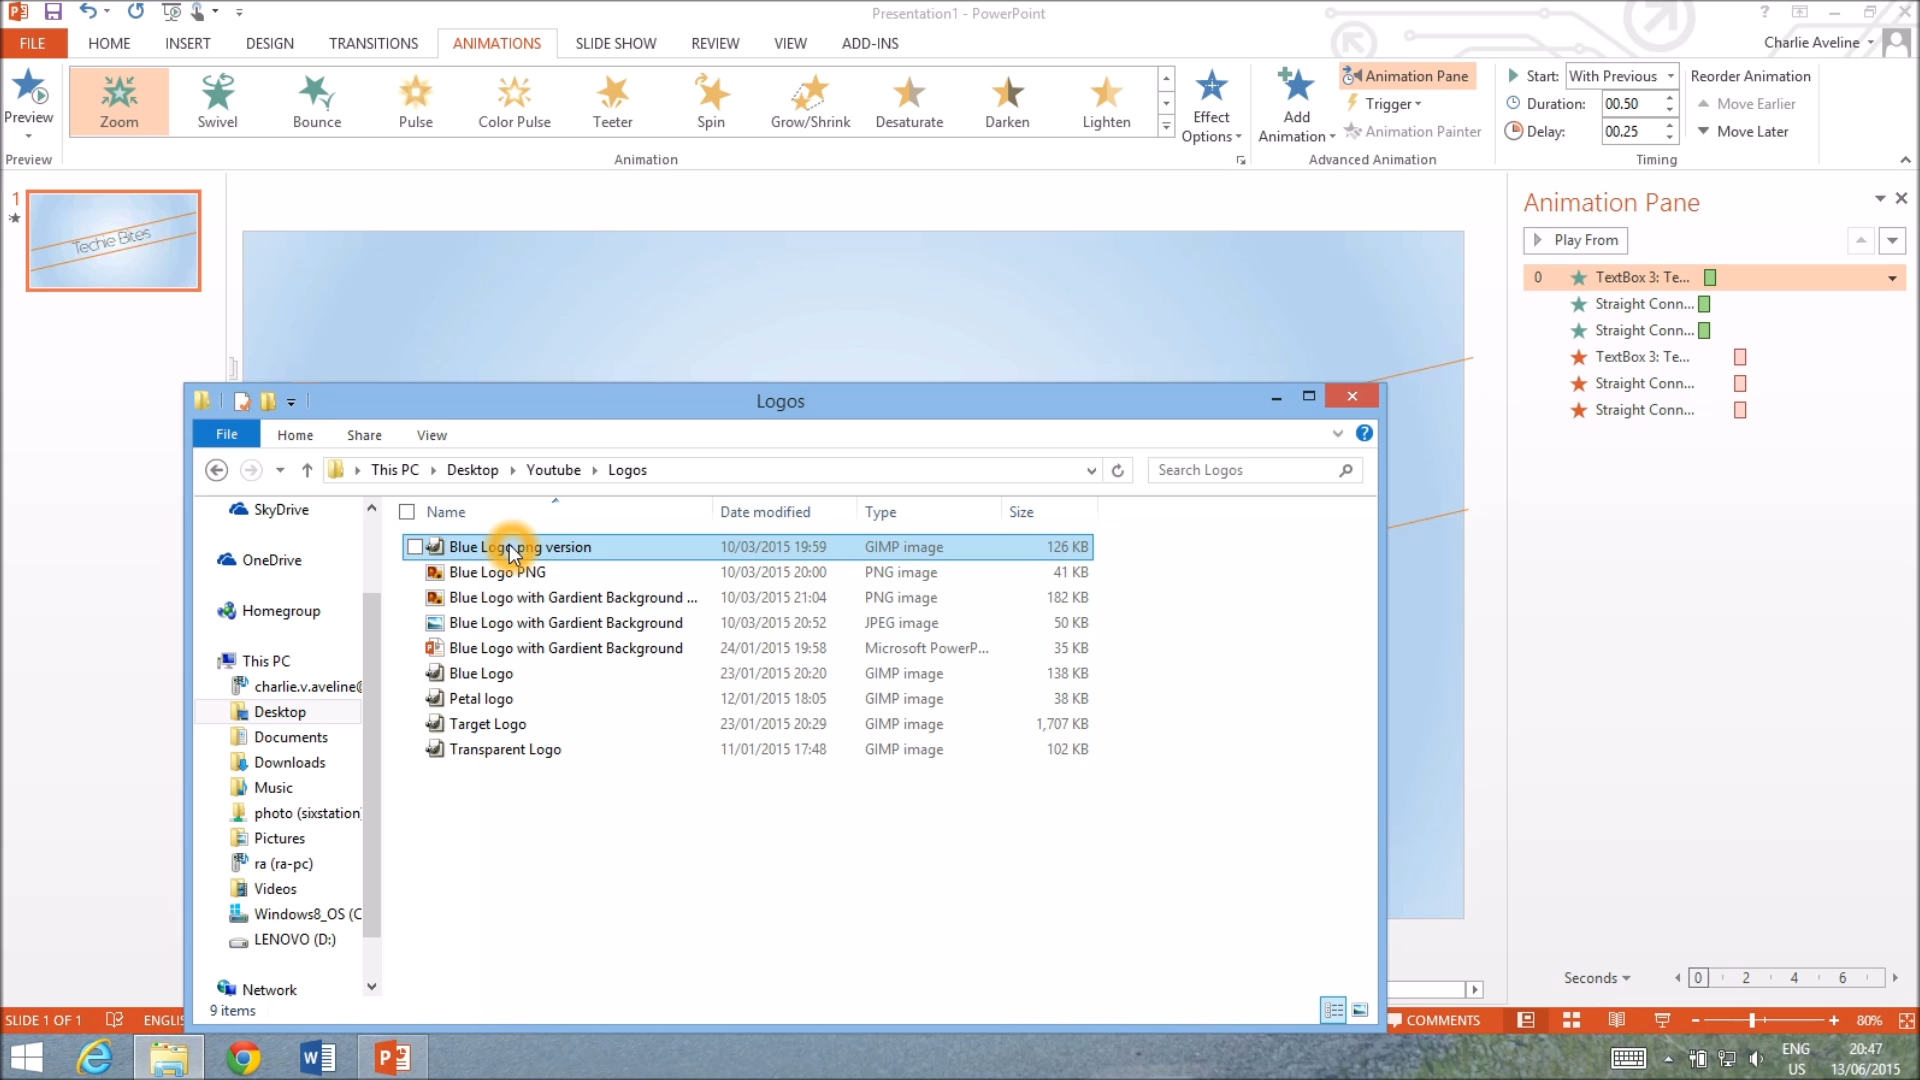 Presentation1 - PowerPoint
FILE HOME INSERT DESIGN TRANSITIONS ANIMATIONS SLIDE SHOW REVIEW VIEW ADD-INS Charlie Aveline
Preview
Zoom Swivel Bounce Pulse Color Pulse Teeter Spin Grow/Shrink Desaturate Darken Lighten
Effect Options
Add Animation
Animation Pane
Trigger
Animation Painter
Start: With Previous
Duration: 00.50
Delay: 00.25
Reorder Animation
Move Earlier
Move Later
Preview Animation Advanced Animation Timing
1
Techie Bites
Animation Pane
Play From
0 TextBox 3: Te...
Straight Conn...
Straight Conn...
TextBox 3: Te...
Straight Conn...
Straight Conn...
Seconds 0 2 4 6
Logos
File Home Share View
This PC Desktop Youtube Logos Search Logos
SkyDrive
OneDrive
Homegroup
This PC
charlie.v.aveline@
Desktop
Documents
Downloads
Music
photo (sixstation)
Pictures
ra (ra-pc)
Videos
Windows8_OS (C
LENOVO (D:)
Network
Name Date modified Type Size
Blue Logo png version 10/03/2015 19:59 GIMP image 126 KB
Blue Logo PNG 10/03/2015 20:00 PNG image 41 KB
Blue Logo with Gardient Background ... 10/03/2015 21:04 PNG image 182 KB
Blue Logo with Gardient Background 10/03/2015 20:52 JPEG image 50 KB
Blue Logo with Gardient Background 24/01/2015 19:58 Microsoft PowerP... 35 KB
Blue Logo 23/01/2015 20:20 GIMP image 138 KB
Petal logo 12/01/2015 18:05 GIMP image 38 KB
Target Logo 23/01/2015 20:29 GIMP image 1,707 KB
Transparent Logo 11/01/2015 17:48 GIMP image 102 KB
9 items
SLIDE 1 OF 1 ENGLIS COMMENTS 80%
ENG 20:47
US 13/06/2015